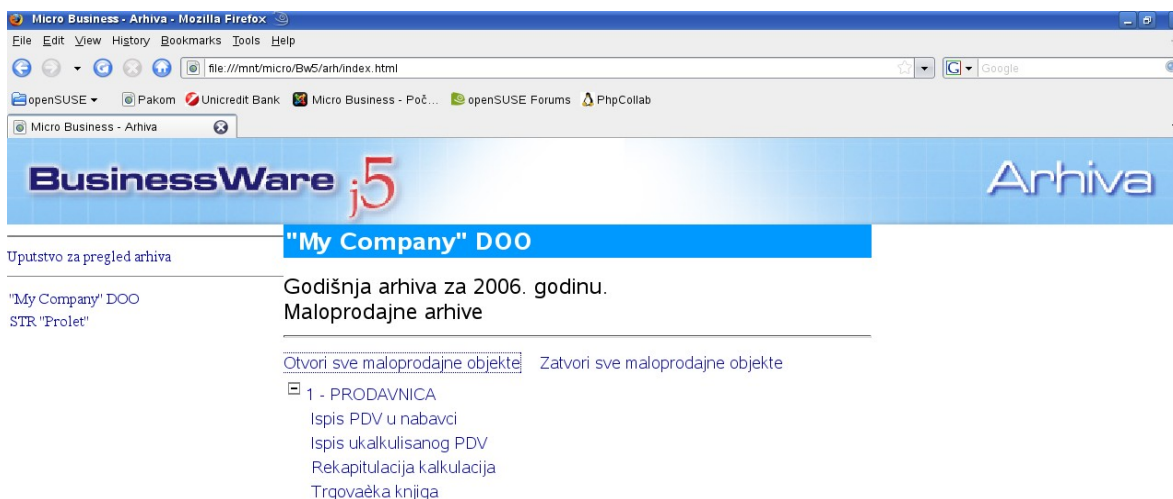 Micro Business - Arhiva - Mozilla Firefox
File Edit View History Bookmarks Tools Help
file:///mnt/micro/Bw5/arh/index.html
G Google
openSUSE Pakom Unicredit Bank Micro Business - Poč... openSUSE Forums PhpCollab
Micro Business - Arhiva
BusinessWare j5 Arhiva
Uputstvo za pregled arhiva
"My Company" DOO
STR "Prolet"
"My Company" DOO
Godišnja arhiva za 2006. godinu.
Maloprodajne arhive
Otvori sve maloprodajne objekte Zatvori sve maloprodajne objekte
1 - PRODAVNICA
Ispis PDV u nabavci
Ispis ukalkulisanog PDV
Rekapitulacija kalkulacija
Trgovaèka knjiga